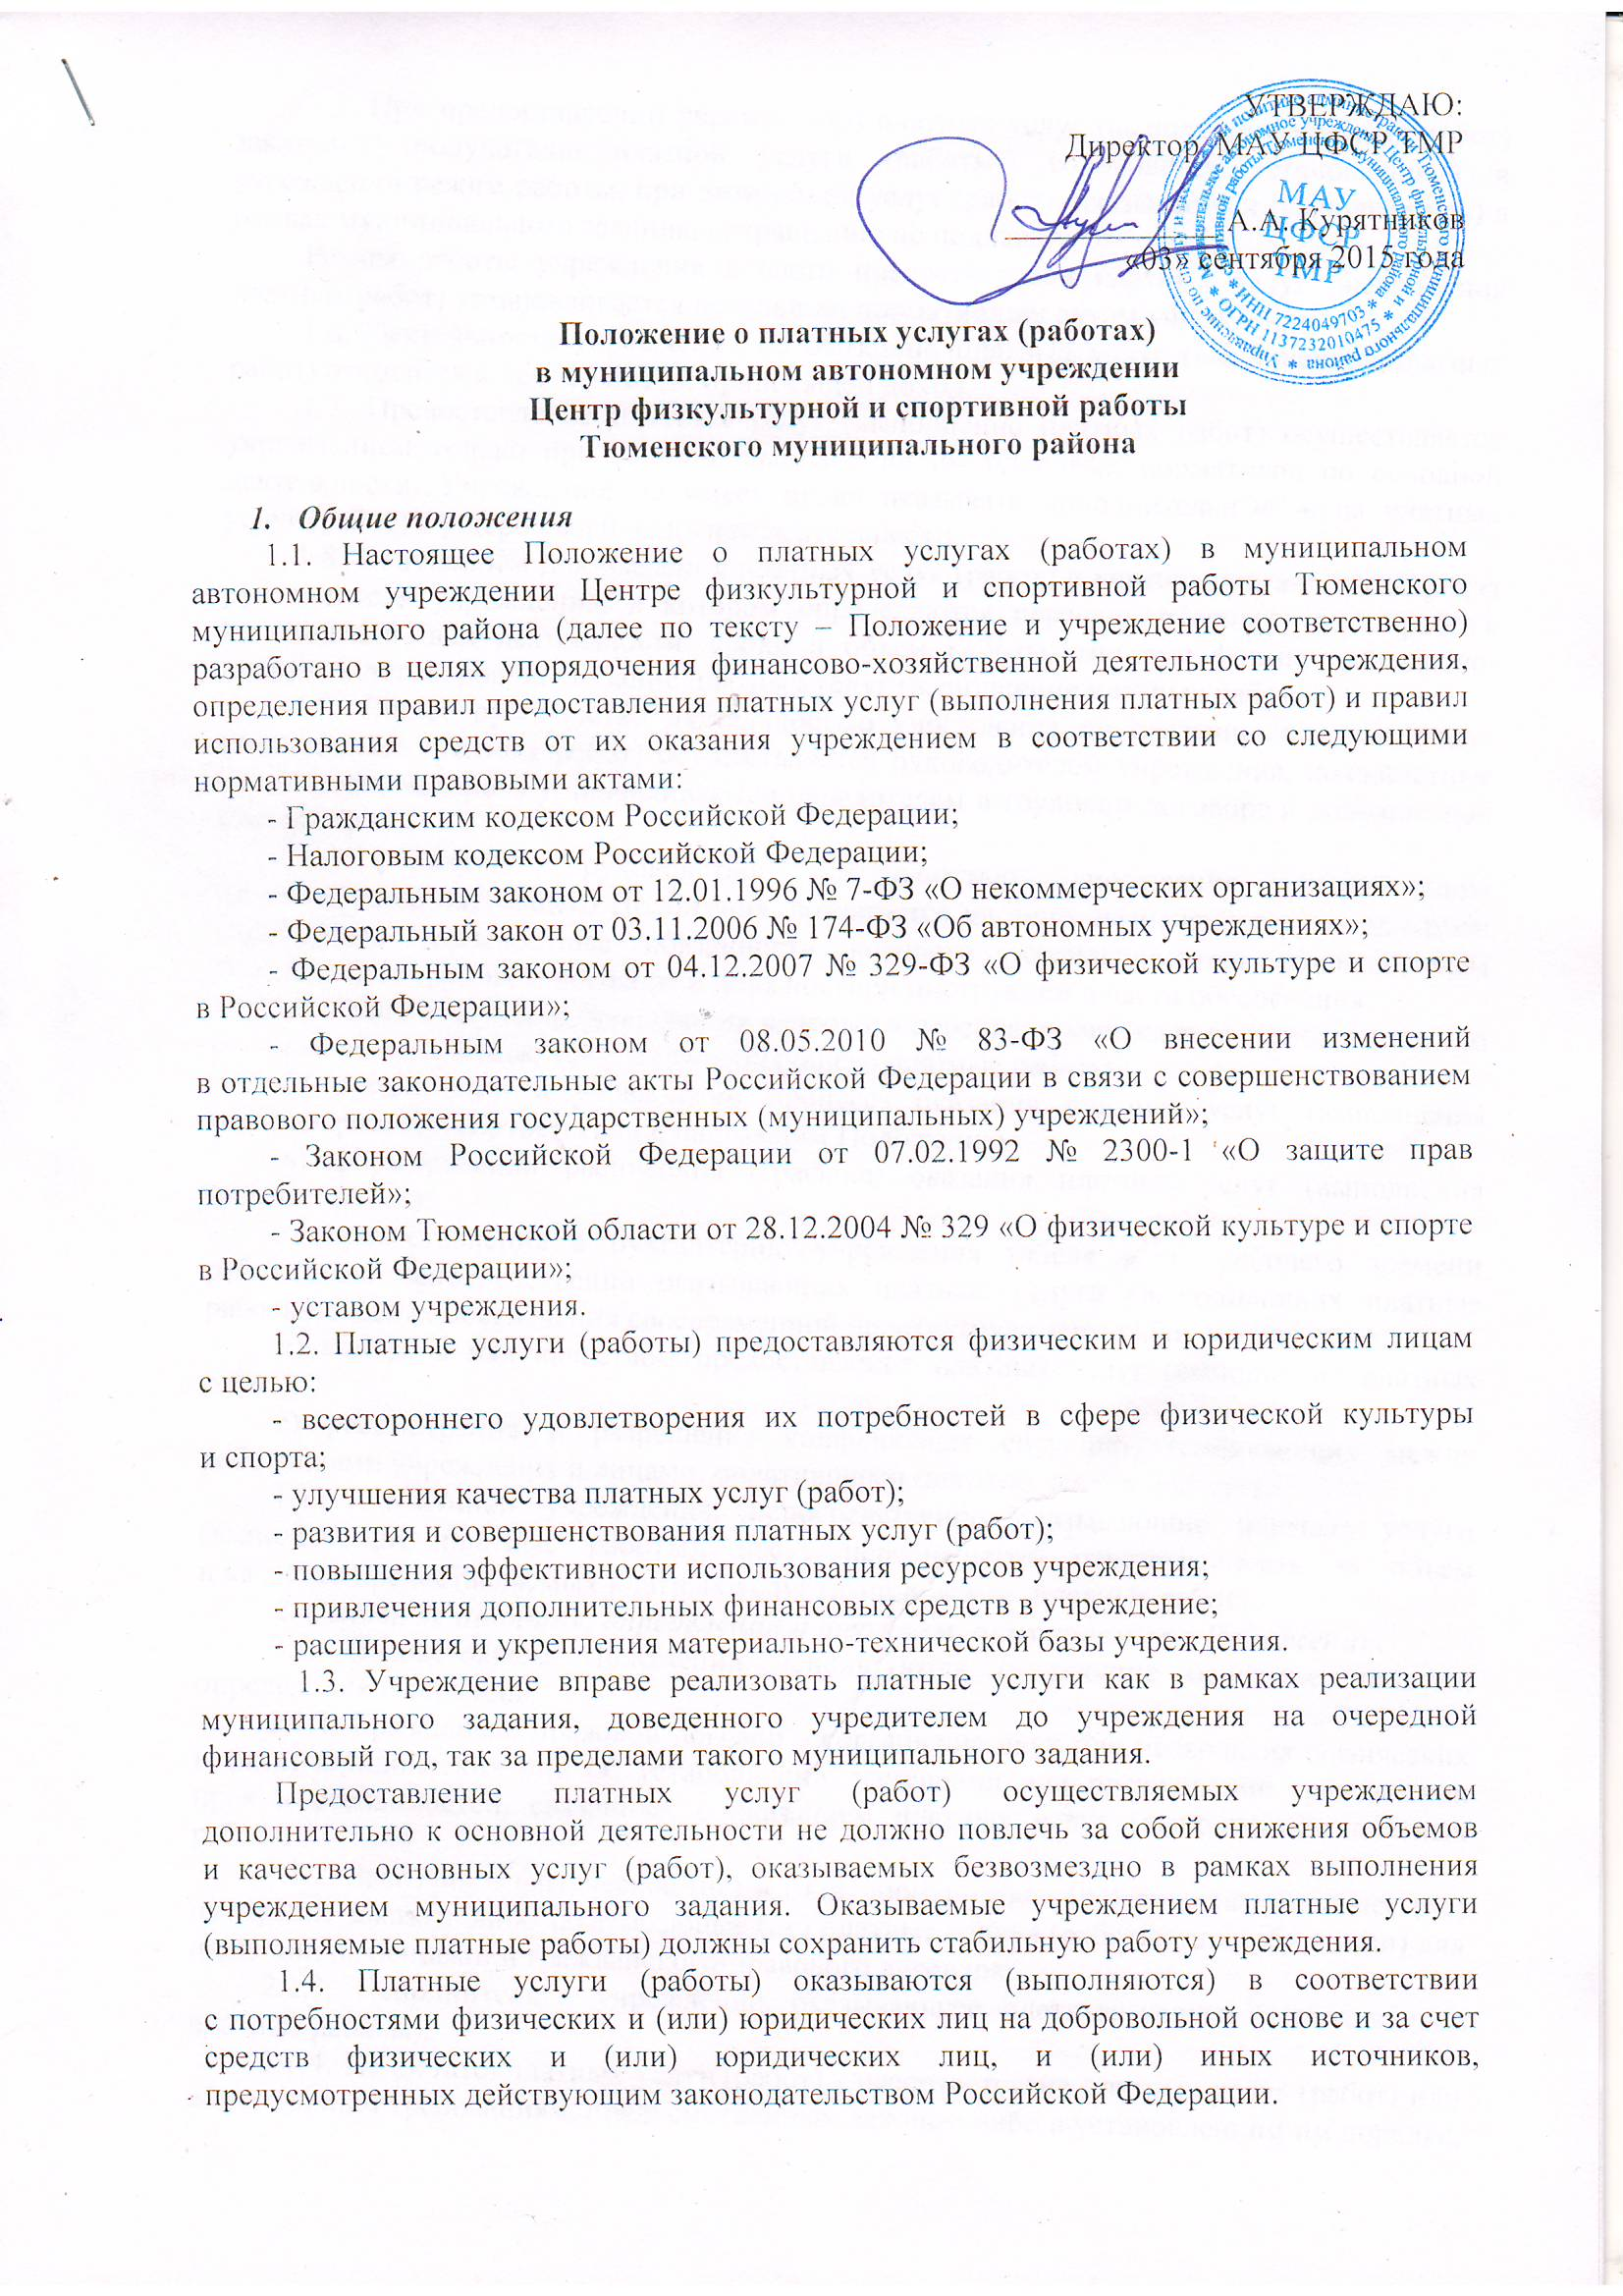 УТВЕРЖДАЮ:
Директор МАУ ЦФСР ТМР
А.А. Курятников
«03» сентября 2015 года
МАУ
ЦФСР
ТМР
* ИНН 7224049703 *
* ОГРН 1137232010475 *
Положение о платных услугах (работах)
в муниципальном автономном учреждении
Центр физкультурной и спортивной работы
Тюменского муниципального района
1. Общие положения
1.1. Настоящее Положение о платных услугах (работах) в муниципальном
автономном учреждении Центре физкультурной и спортивной работы Тюменского
муниципального района (далее по тексту – Положение и учреждение соответственно)
разработано в целях упорядочения финансово-хозяйственной деятельности учреждения,
определения правил предоставления платных услуг (выполнения платных работ) и правил
использования средств от их оказания учреждением в соответствии со следующими
нормативными правовыми актами:
- Гражданским кодексом Российской Федерации;
- Налоговым кодексом Российской Федерации;
- Федеральным законом от 12.01.1996 № 7-ФЗ «О некоммерческих организациях»;
- Федеральный закон от 03.11.2006 № 174-ФЗ «Об автономных учреждениях»;
- Федеральным законом от 04.12.2007 № 329-ФЗ «О физической культуре и спорте
в Российской Федерации»;
- Федеральным законом от 08.05.2010 № 83-ФЗ «О внесении изменений
в отдельные законодательные акты Российской Федерации в связи с совершенствованием
правового положения государственных (муниципальных) учреждений»;
- Законом Российской Федерации от 07.02.1992 № 2300-1 «О защите прав
потребителей»;
- Законом Тюменской области от 28.12.2004 № 329 «О физической культуре и спорте
в Российской Федерации»;
- уставом учреждения.
1.2. Платные услуги (работы) предоставляются физическим и юридическим лицам
с целью:
- всестороннего удовлетворения их потребностей в сфере физической культуры
и спорта;
- улучшения качества платных услуг (работ);
- развития и совершенствования платных услуг (работ);
- повышения эффективности использования ресурсов учреждения;
- привлечения дополнительных финансовых средств в учреждение;
- расширения и укрепления материально-технической базы учреждения.
1.3. Учреждение вправе реализовать платные услуги как в рамках реализации
муниципального задания, доведенного учредителем до учреждения на очередной
финансовый год, так за пределами такого муниципального задания.
Предоставление платных услуг (работ) осуществляемых учреждением
дополнительно к основной деятельности не должно повлечь за собой снижения объемов
и качества основных услуг (работ), оказываемых безвозмездно в рамках выполнения
учреждением муниципального задания. Оказываемые учреждением платные услуги
(выполняемые платные работы) должны сохранить стабильную работу учреждения.
1.4. Платные услуги (работы) оказываются (выполняются) в соответствии
с потребностями физических и (или) юридических лиц на добровольной основе и за счет
средств физических и (или) юридических лиц, и (или) иных источников,
предусмотренных действующим законодательством Российской Федерации.